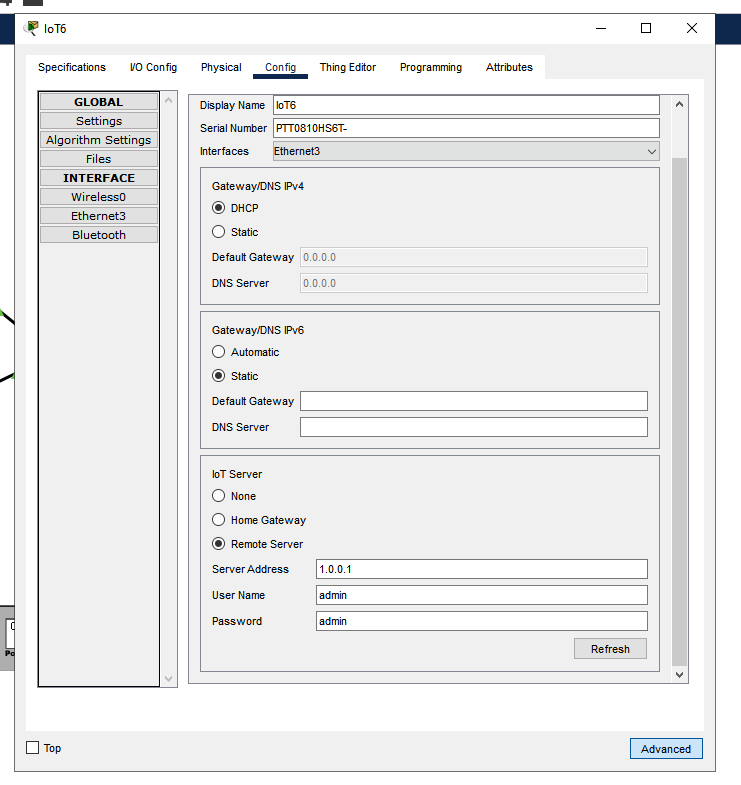 IoT6
Specifications I/O Config Physical Config Thing Editor Programming Attributes
GLOBAL
Settings
Algorithm Settings
Files
INTERFACE
Wireless0
Ethernet3
Bluetooth
Display Name IoT6
Serial Number PTT0810HS6T-
Interfaces Ethernet3
Gateway/DNS IPv4
DHCP
Static
Default Gateway 0.0.0.0
DNS Server 0.0.0.0
Gateway/DNS IPv6
Automatic
Static
Default Gateway
DNS Server
IoT Server
None
Home Gateway
Remote Server
Server Address 1.0.0.1
User Name admin
Password admin
Refresh
Top Advanced